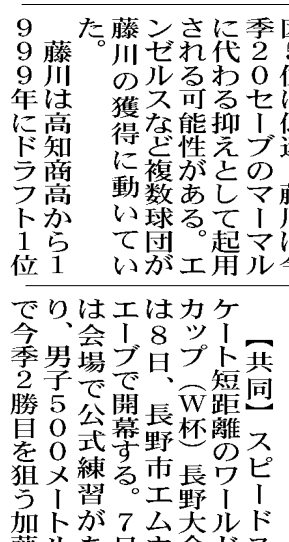 季20セーブのマーマル
に代わる抑えとして起用
される可能性がある。エ
ンゼルスなど複数球団が
藤川の獲得に動いてい
た。
藤川は高知商高から1
999年にドラフト1位
【共同】スピードス
ケート短距離のワールド
カップ（W杯）長野大会
は8日、長野市エムウ
エーブで開幕する。7日
は会場で公式練習があ
り、男子500メートル
で今季2勝目を狙う加藤